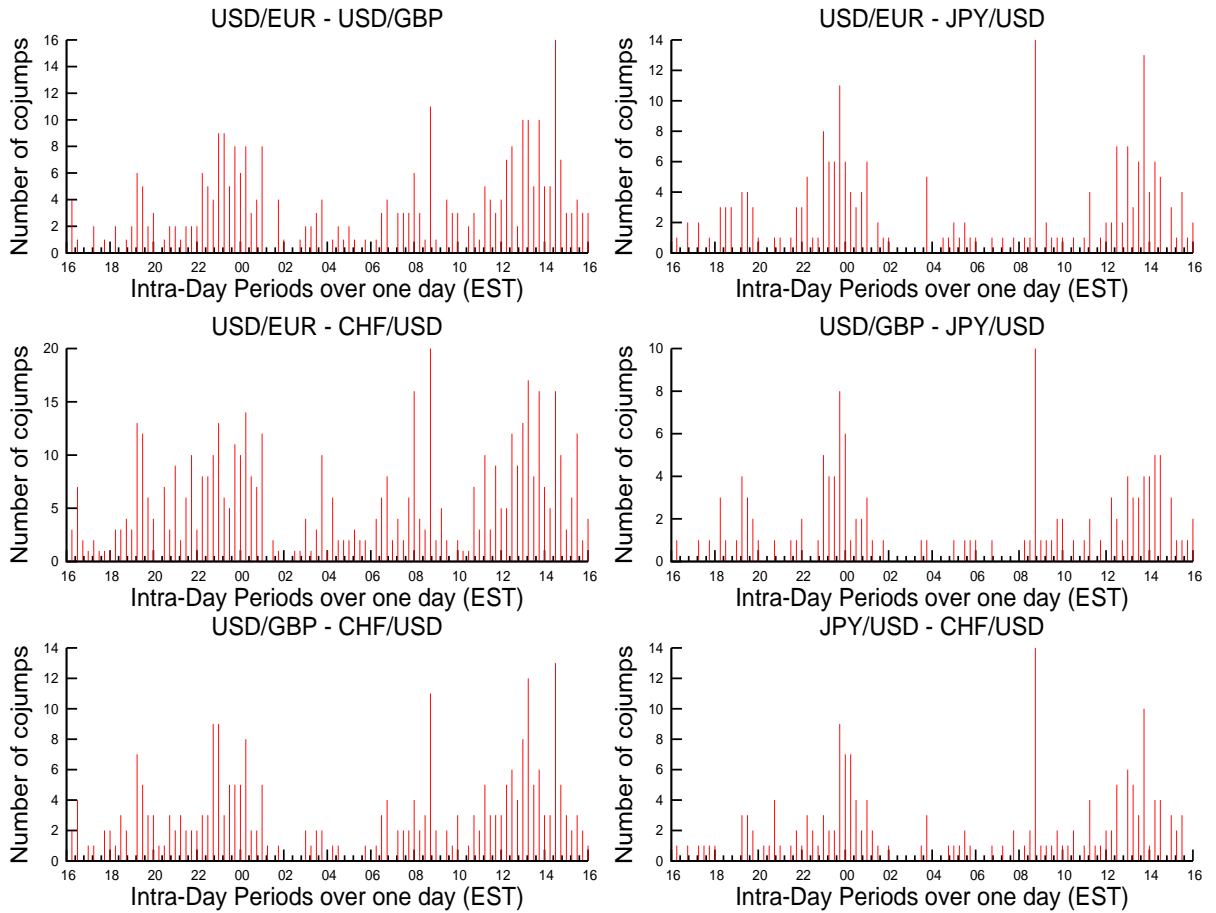 USD/EUR - USD/GBP
Number of cojumps
16
14
12
10
8
6
4
2
0
16 20 22 00 02 04 06 08 10 12 14 16
Intra-Day Periods over one day (EST)
USD/EUR - JPY/USD
Number of cojumps
14
12
10
8
6
4
2
0
16 20 22 00 02 04 06 08 10 12 14 16
Intra-Day Periods over one day (EST)
USD/EUR - CHF/USD
Number of cojumps
20
15
10
5
0
16 20 22 00 02 04 06 08 10 12 14 16
Intra-Day Periods over one day (EST)
USD/GBP - JPY/USD
Number of cojumps
10
8
6
4
2
0
16 20 22 00 02 04 06 08 10 12 14 16
Intra-Day Periods over one day (EST)
USD/GBP - CHF/USD
Number of cojumps
14
12
10
8
6
4
2
0
16 20 22 00 02 04 06 08 10 12 14 16
Intra-Day Periods over one day (EST)
JPY/USD - CHF/USD
Number of cojumps
14
12
10
8
6
4
2
0
16 20 22 00 02 04 06 08 10 12 14 16
Intra-Day Periods over one day (EST)